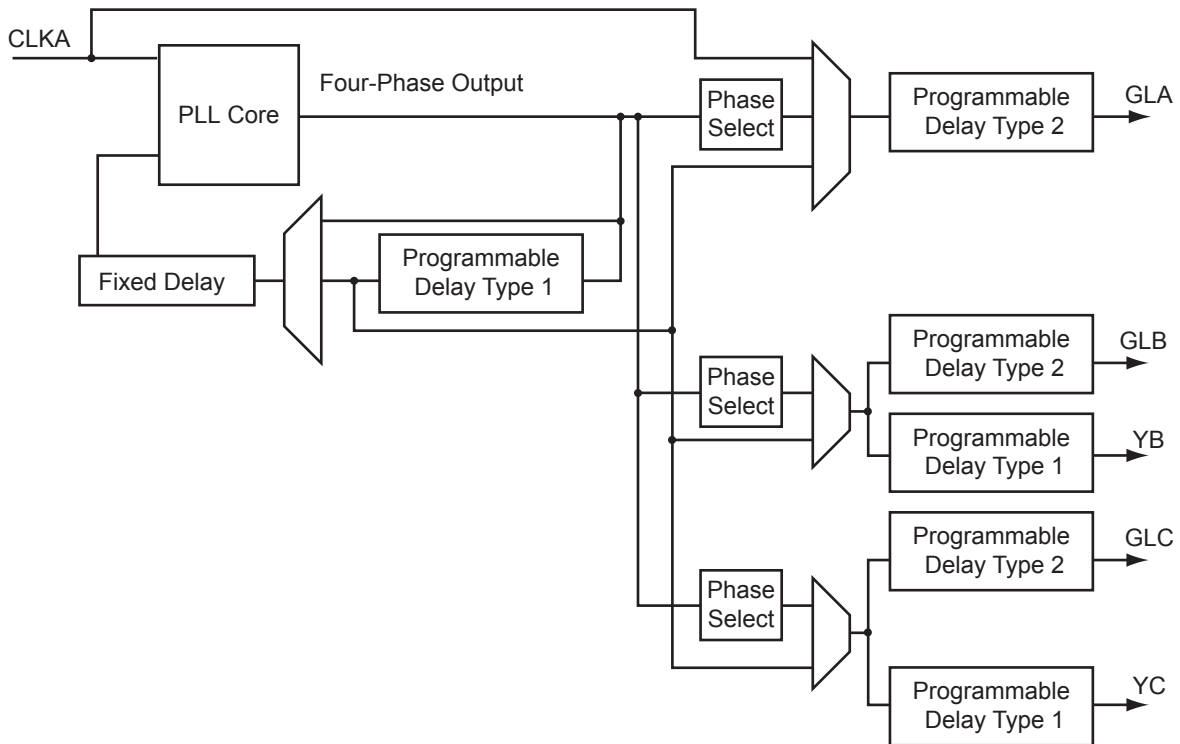 CLKA
PLL Core
Four-Phase Output
Phase
Select
Programmable
Delay Type 2
GLA
Fixed Delay
Programmable
Delay Type 1
Phase
Select
Programmable
Delay Type 2
GLB
Programmable
Delay Type 1
YB
Phase
Select
Programmable
Delay Type 2
GLC
Programmable
Delay Type 1
YC